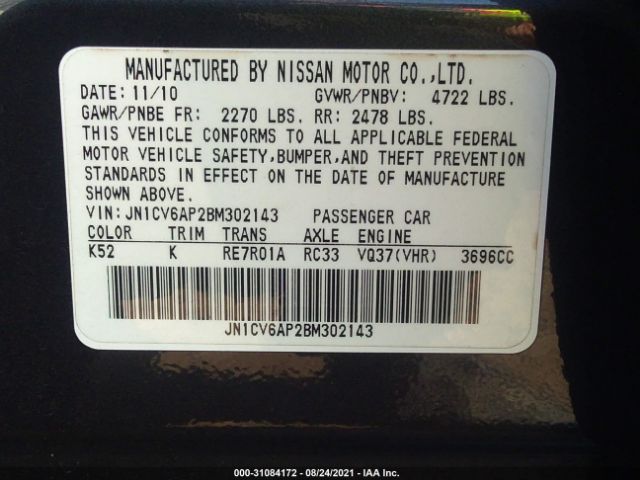 MANUFACTURED BY NISSAN MOTOR CO.,LTD.
DATE: 11/10 GVWR/PNBV: 4722 LBS.
GAWR/PNBE FR: 2270 LBS. RR: 2478 LBS.
THIS VEHICLE CONFORMS TO ALL APPLICABLE FEDERAL
MOTOR VEHICLE SAFETY,BUMPER,AND THEFT PREVENTION
STANDARDS IN EFFECT ON THE DATE OF MANUFACTURE
SHOWN ABOVE.
VIN:JN1CV6AP2BM302143 PASSENGER CAR
COLOR TRIM TRANS AXLE ENGINE
K52 K RE7R01A RC33 VQ37(VHR) 3696CC
JN1CV6AP2BM302143
000-31084172 - 08/24/2021 - IAA Inc.